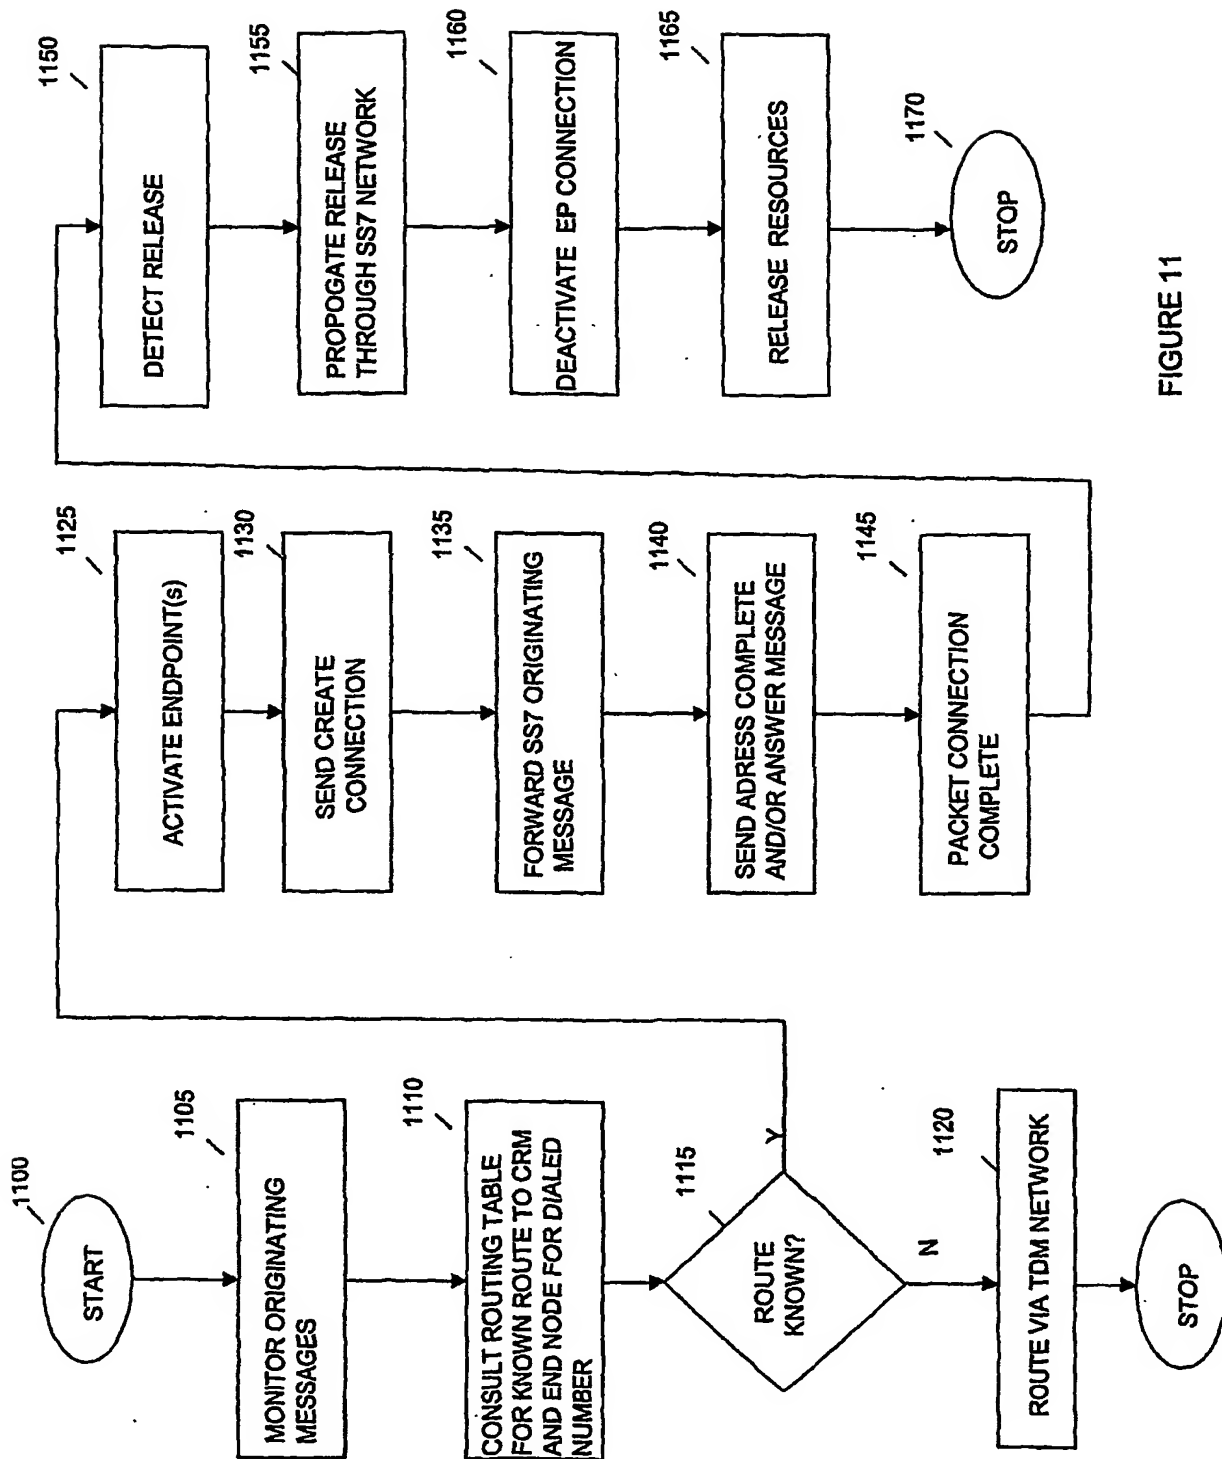 1100
START
1105
MONITOR ORIGINATING
MESSAGES
1110
CONSULT ROUTING TABLE
FOR KNOWN ROUTE TO CRM
AND END NODE FOR DIALED
NUMBER
1115
ROUTE
KNOWN?
Y
N
1120
ROUTE VIA TDM NETWORK
STOP
1125
ACTIVATE ENDPOINT(s)
1130
SEND CREATE
CONNECTION
1135
FORWARD SS7 ORIGINATING
MESSAGE
1140
SEND ADRESS COMPLETE
AND/OR ANSWER MESSAGE
1145
PACKET CONNECTION
COMPLETE
1150
DETECT RELEASE
1155
PROPOGATE RELEASE
THROUGH SS7 NETWORK
1160
DEACTIVATE EP CONNECTION
1165
RELEASE RESOURCES
1170
STOP
FIGURE 11